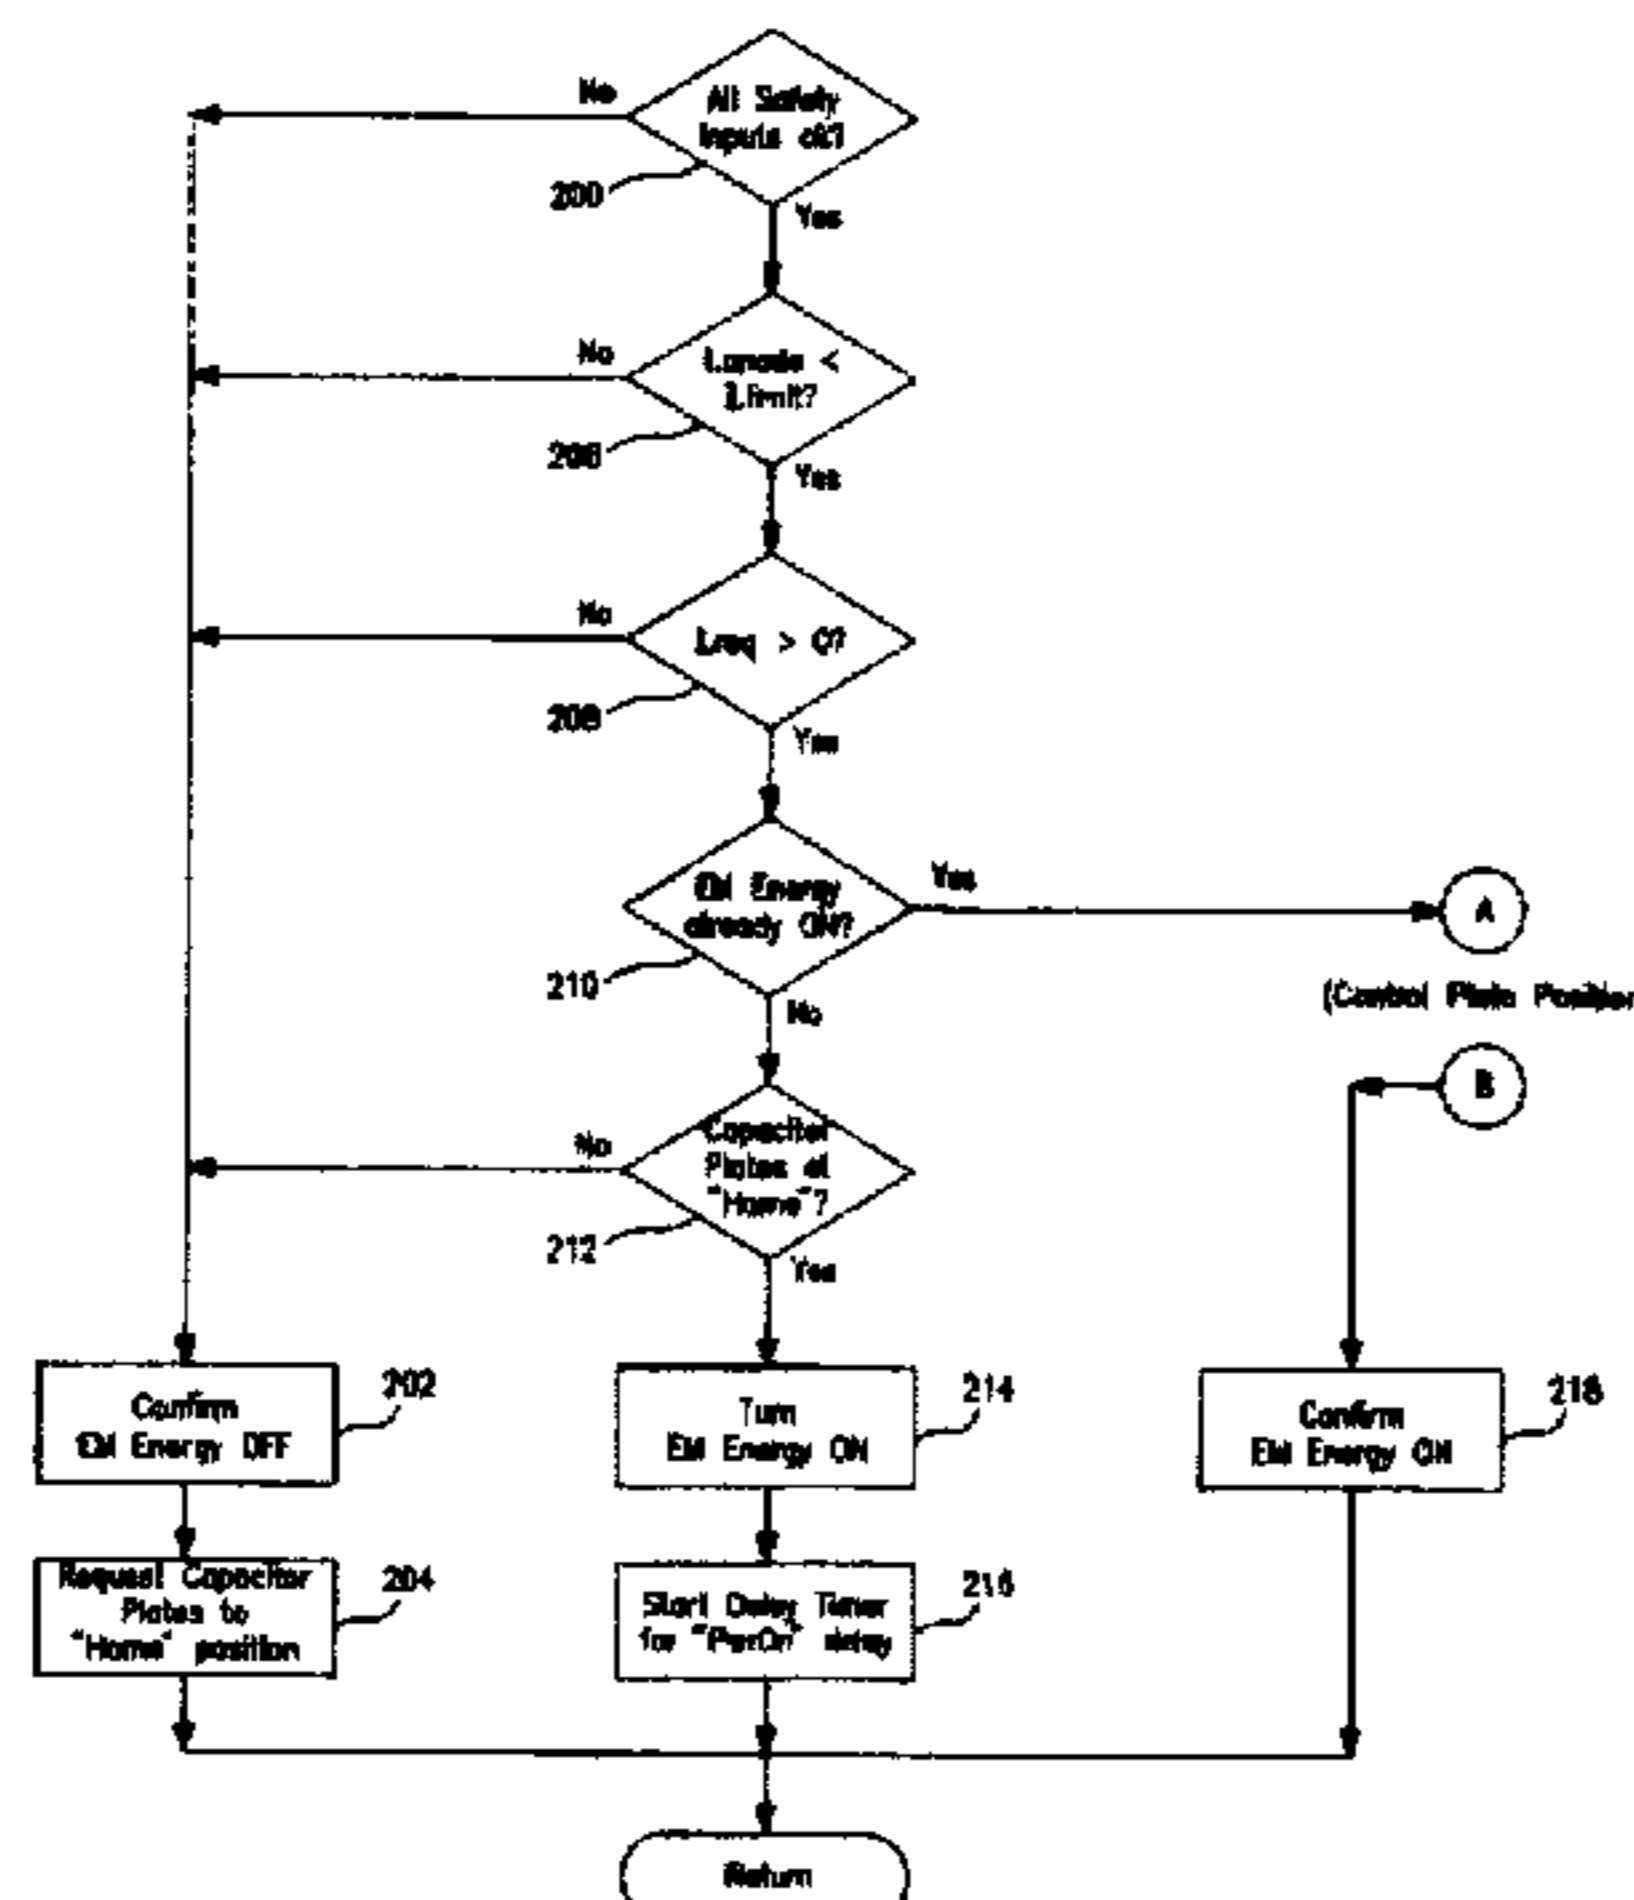 No
All Safety
Inputs ok?
200
Yes
No
I.anode <
I.limit?
206
Yes
No
I.req > 0?
208
Yes
EM Energy
already ON?
Yes
A
210
No
(Control Plate Position
B
No
Capacitor
Plates at
"Home"?
212
Yes
Confirm
EM Energy OFF
202
Turn
EM Energy ON
214
Confirm
EM Energy ON
218
Request Capacitor
Plates to
"Home" position
204
Start Delay Timer
for "PwrOn" delay
216
Return